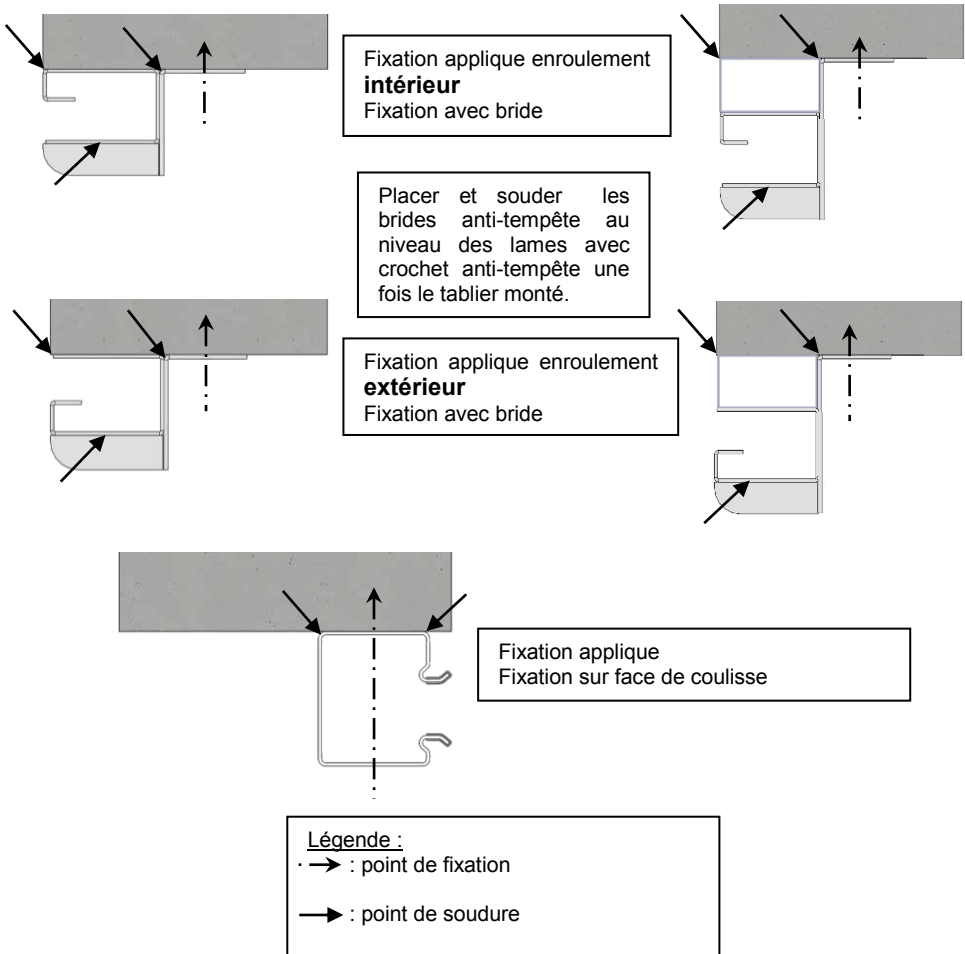 Fixation applique enroulement
intérieur
Fixation avec bride
Placer et souder les
brides anti-tempête au
niveau des lames avec
crochet anti-tempête une
fois le tablier monté.
Fixation applique enroulement
extérieur
Fixation avec bride
Fixation applique
Fixation sur face de coulisse
Légende :
: point de fixation
: point de soudure